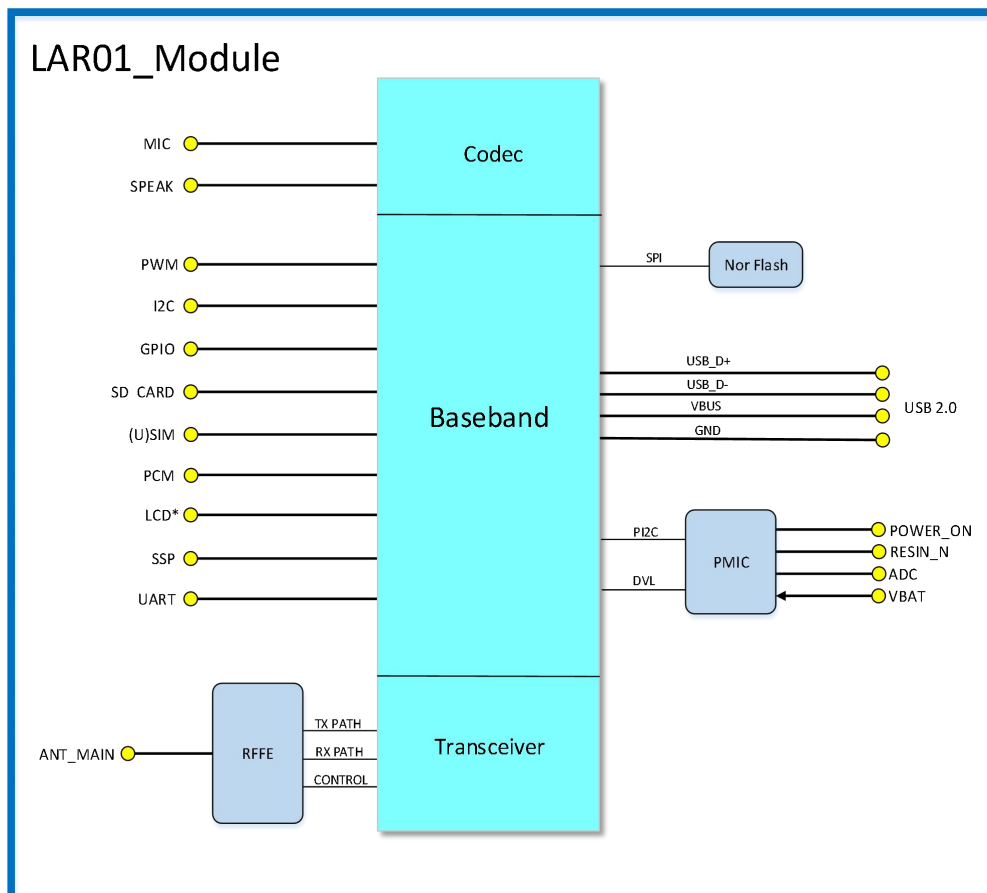 LAR01_Module
Codec
MIC
SPEAK
PWM
I2C
GPIO
SD CARD
(U)SIM
PCM
LCD*
SSP
UART
Baseband
SPI
Nor Flash
USB_D+
USB_D-
VBUS
GND
USB 2.0
PI2C
DVL
PMIC
POWER_ON
RESIN_N
ADC
VBAT
ANT_MAIN
RFFE
TX PATH
RX PATH
CONTROL
Transceiver